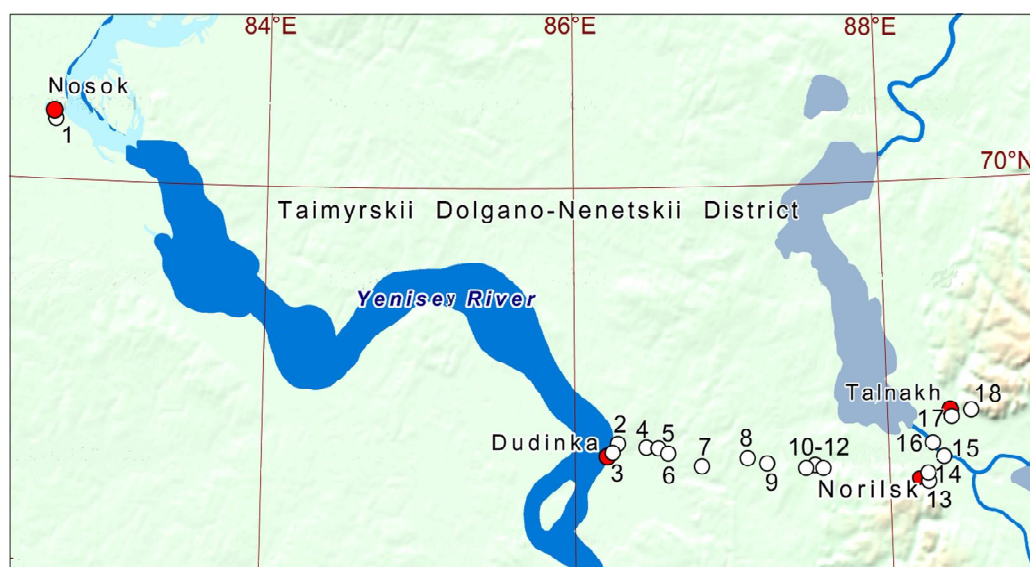 84°E
86°E
88°E
Nosok
1
70°N
Taimyrskii Dolgano-Nenetskii District
Yenisey River
Talnakh
18
17
Dudinka
2
4
5
3
6
7
8
9
10-12
16
15
Norilsk
14
13